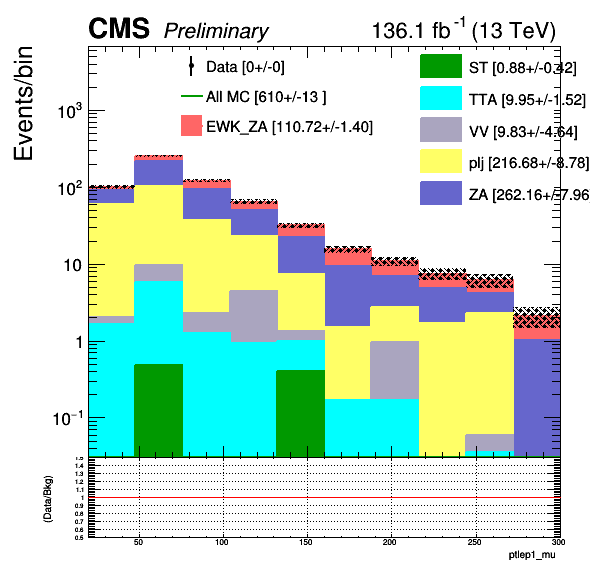 CMS Preliminary 136.1 fb⁻¹ (13 TeV)
Events/bin
Data [0+/-0]
All MC [610+/-13 ]
EWK_ZA [110.72+/-1.40]
ST [0.88+/-0.42]
TTA [9.95+/-1.52]
VV [9.83+/-4.64]
plj [216.68+/-8.78]
ZA [262.16+/-7.96
10³
10²
10
1
10⁻¹
(Data/Bkg)
1.5
1.4
1.3
1.2
1.1
1
0.9
0.8
0.7
0.6
0.5
50 100 150 200 250 300
ptlep1_mu